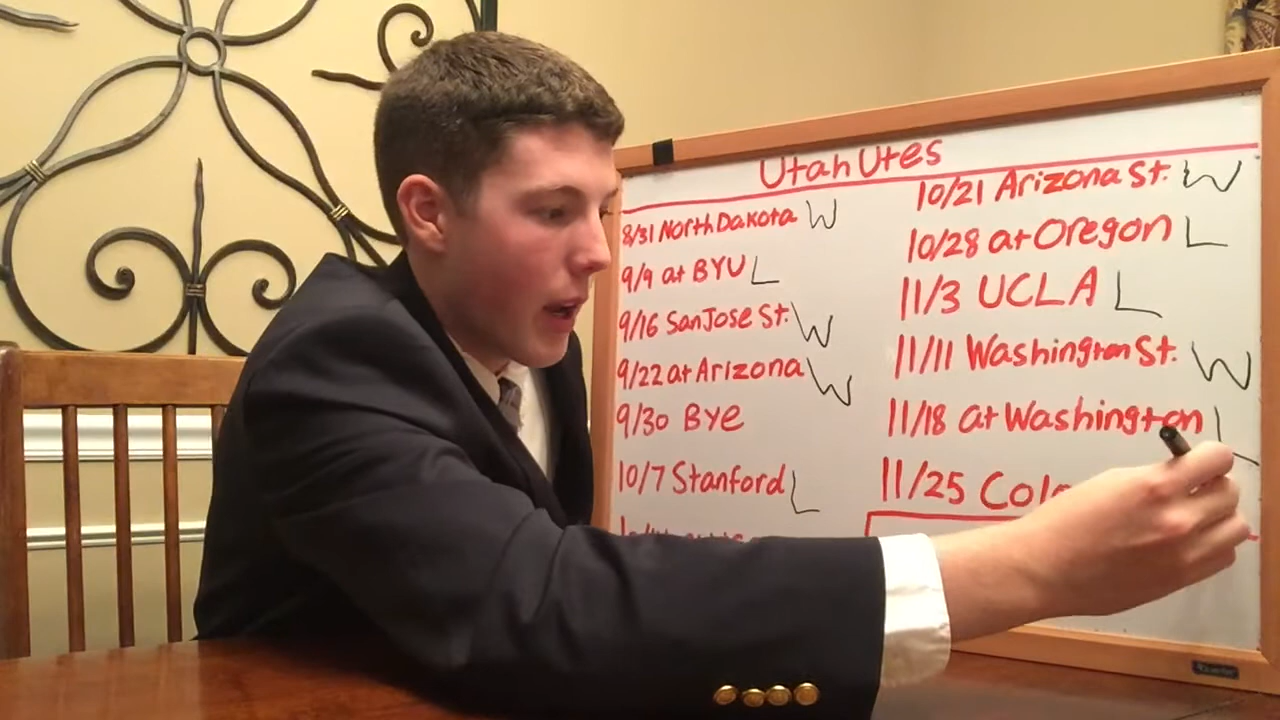 Utah Utes
8/31 North Dakota W
9/9 at BYU L
9/16 San Jose St. W
9/22 at Arizona W
9/30 Bye
10/7 Stanford L
10/21 Arizona St. W
10/28 at Oregon L
11/3 UCLA L
11/11 Washington St. W
11/18 at Washington L
11/25